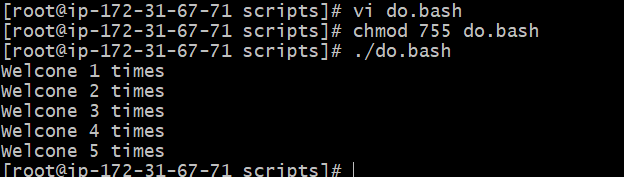 [root@ip-172-31-67-71 scripts]# vi do.bash
[root@ip-172-31-67-71 scripts]# chmod 755 do.bash
[root@ip-172-31-67-71 scripts]# ./do.bash
Welcone 1 times
Welcone 2 times
Welcone 3 times
Welcone 4 times
Welcone 5 times
[root@ip-172-31-67-71 scripts]#